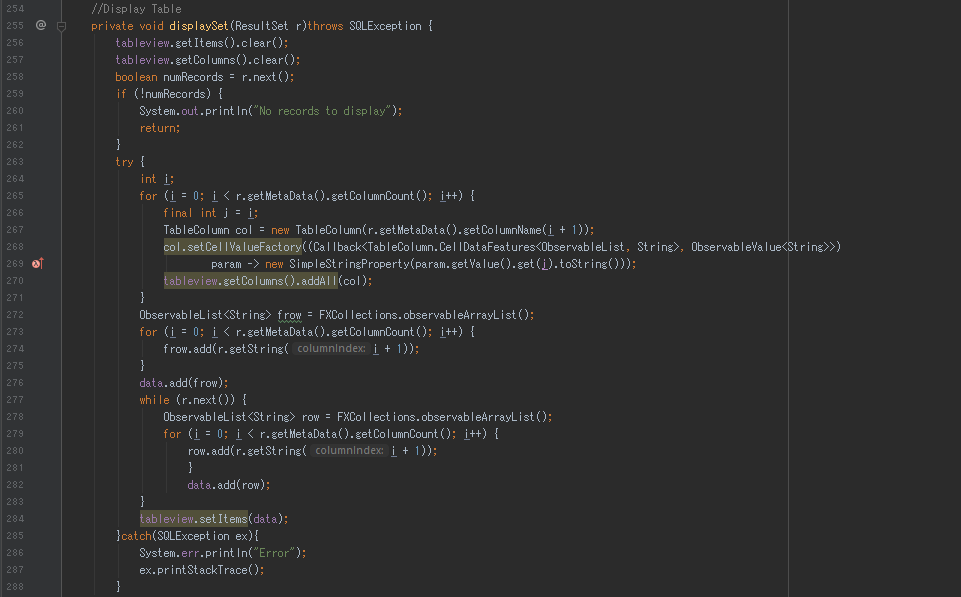 254 //Display Table
255 @ private void displaySet(ResultSet r)throws SQLException {
256 tableview.getItems().clear();
257 tableview.getColumns().clear();
258 boolean numRecords = r.next();
259 if (!numRecords) {
260 System.out.println("No records to display");
261 return;
262 }
263 try {
264 int i;
265 for (i = 0; i < r.getMetaData().getColumnCount(); i++) {
266 final int j = i;
267 TableColumn col = new TableColumn(r.getMetaData().getColumnName(i + 1));
268 col.setCellValueFactory((Callback<TableColumn.CellDataFeatures<ObservableList, String>, ObservableValue<String>>)
269 param -> new SimpleStringProperty(param.getValue().get(j).toString()));
270 tableview.getColumns().addAll(col);
271 }
272 ObservableList<String> frow = FXCollections.observableArrayList();
273 for (i = 0; i < r.getMetaData().getColumnCount(); i++) {
274 frow.add(r.getString( columnIndex: i + 1));
275 }
276 data.add(frow);
277 while (r.next()) {
278 ObservableList<String> row = FXCollections.observableArrayList();
279 for (i = 0; i < r.getMetaData().getColumnCount(); i++) {
280 row.add(r.getString( columnIndex: i + 1));
281 }
282 data.add(row);
283 }
284 tableview.setItems(data);
285 }catch(SQLException ex){
286 System.err.println("Error");
287 ex.printStackTrace();
288 }